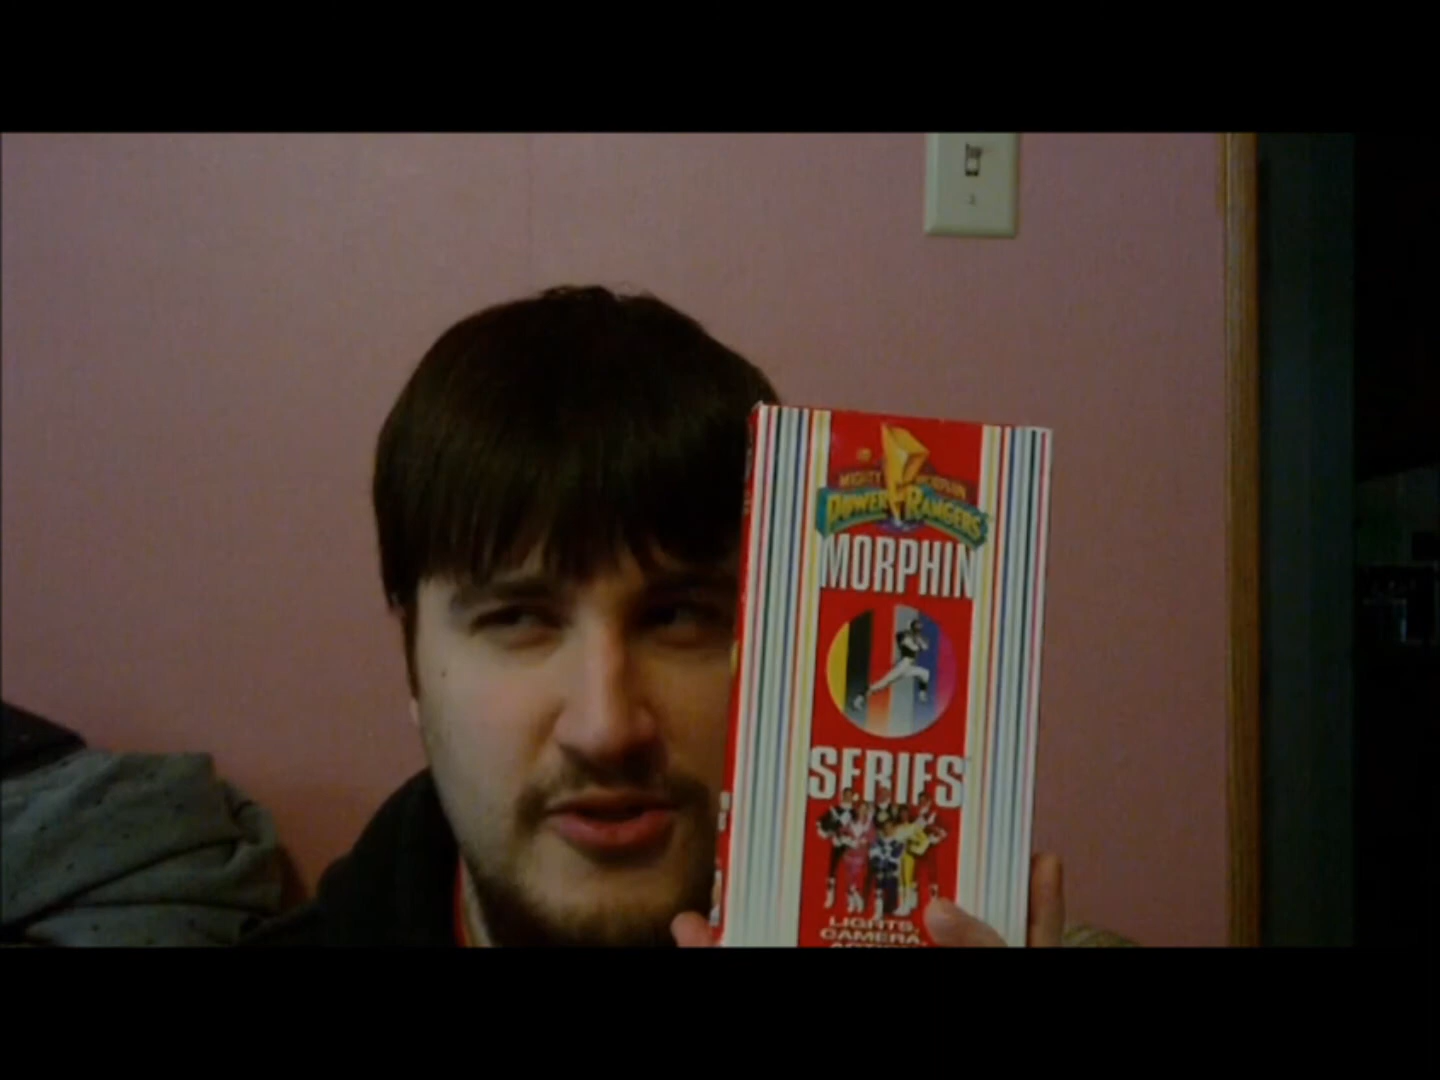 MIGHTY MORPHIN
POWER RANGERS
MORPHIN
SERIES
LIGHTS,
CAMERA,